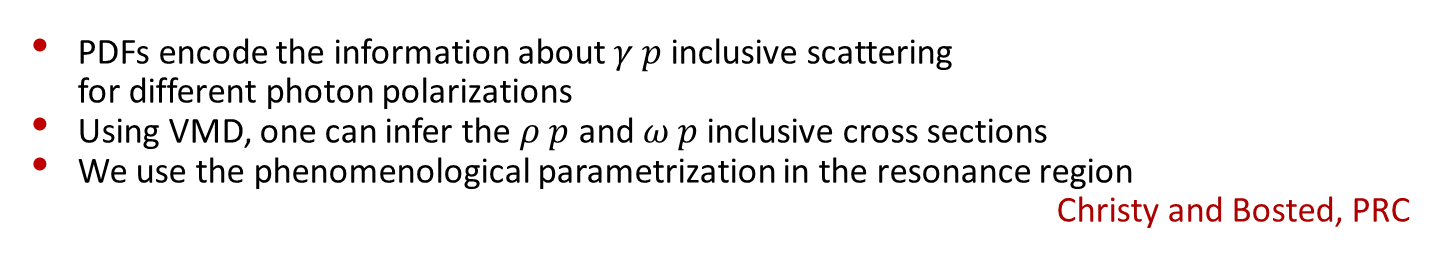 • PDFs encode the information about γ p inclusive scattering
for different photon polarizations
• Using VMD, one can infer the ρ p and ω p inclusive cross sections
• We use the phenomenological parametrization in the resonance region
Christy and Bosted, PRC